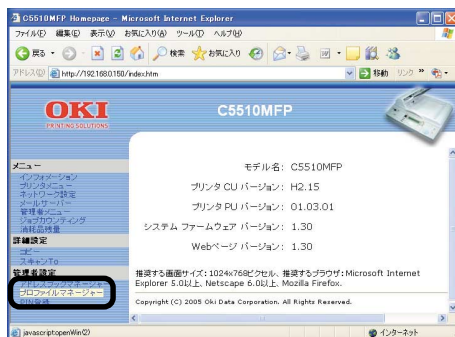 C5510MFP Homepage - Microsoft Internet Explorer
ファイル(F) 編集(E) 表示(V) お気に入り(A) ツール(T) ヘルプ(H)
戻る 検索 お気に入り
アドレス(D) http://192.168.0.150/index.htm 移動 リンク »
OKI
PRINTING SOLUTIONS
C5510MFP
メニュー
インフォメーション
プリンタメニュー
ネットワーク設定
メールサーバー
管理者メニュー
ジョブアカウンティング
消耗品残量
詳細設定
コピー
スキャンTo
管理者設定
アドレスブックマネージャー
プロファイルマネージャー
PIN登録
モデル名: C5510MFP
プリンタ CU バージョン: H2.15
プリンタ PU バージョン: 01.03.01
システム ファームウェア バージョン: 1.30
Webページ バージョン: 1.30
推奨する画面サイズ: 1024x768ピクセル、推奨するブラウザ: Microsoft Internet
Explorer 5.0以上、Netscape 6.0以上、Mozilla Firefox.
Copyright (C) 2005 Oki Data Corporation. All Rights Reserved.
javascript:openWin(2) インターネット